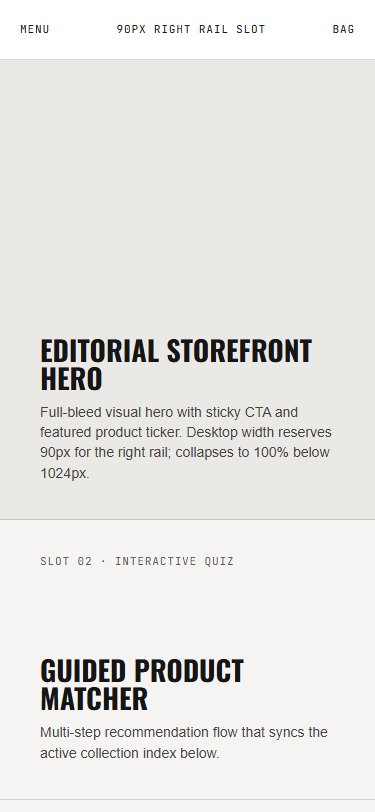 MENU 90PX RIGHT RAIL SLOT BAG
EDITORIAL STOREFRONT
HERO
Full-bleed visual hero with sticky CTA and
featured product ticker. Desktop width reserves
90px for the right rail; collapses to 100% below
1024px.
SLOT 02 · INTERACTIVE QUIZ
GUIDED PRODUCT
MATCHER
Multi-step recommendation flow that syncs the
active collection index below.